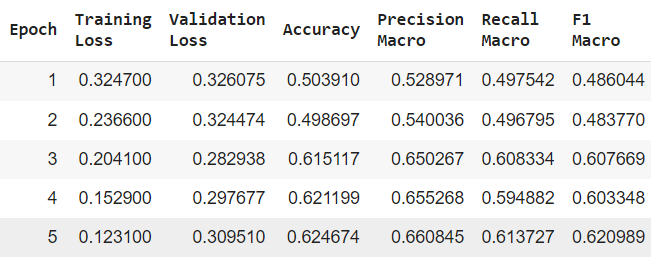 Epoch Training Loss Validation Loss Accuracy Precision Macro Recall Macro F1 Macro
1 0.324700 0.326075 0.503910 0.528971 0.497542 0.486044
2 0.236600 0.324474 0.498697 0.540036 0.496795 0.483770
3 0.204100 0.282938 0.615117 0.650267 0.608334 0.607669
4 0.152900 0.297677 0.621199 0.655268 0.594882 0.603348
5 0.123100 0.309510 0.624674 0.660845 0.613727 0.620989